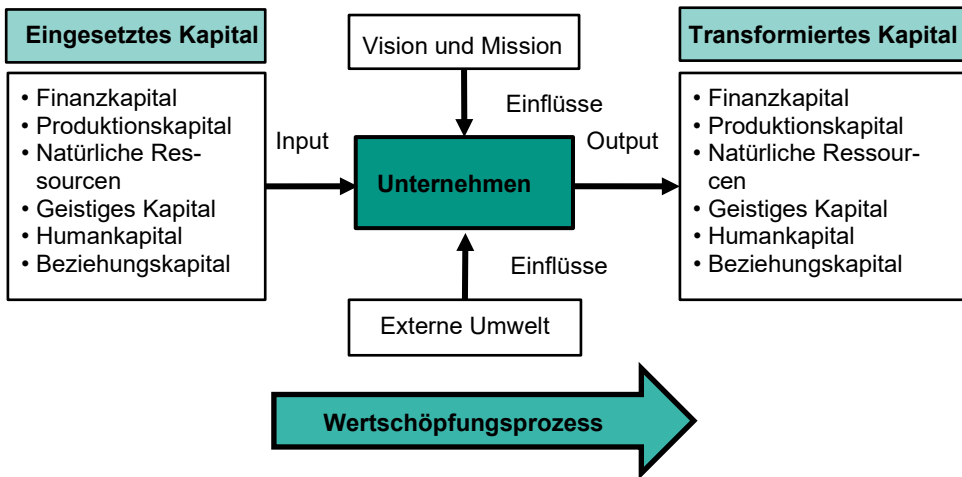 Eingesetztes Kapital
• Finanzkapital
• Produktionskapital
• Natürliche Res-
sourcen
• Geistiges Kapital
• Humankapital
• Beziehungskapital
Input
Vision und Mission
Einflüsse
Unternehmen
Einflüsse
Externe Umwelt
Output
Transformiertes Kapital
• Finanzkapital
• Produktionskapital
• Natürliche Ressour-
cen
• Geistiges Kapital
• Humankapital
• Beziehungskapital
Wertschöpfungsprozess